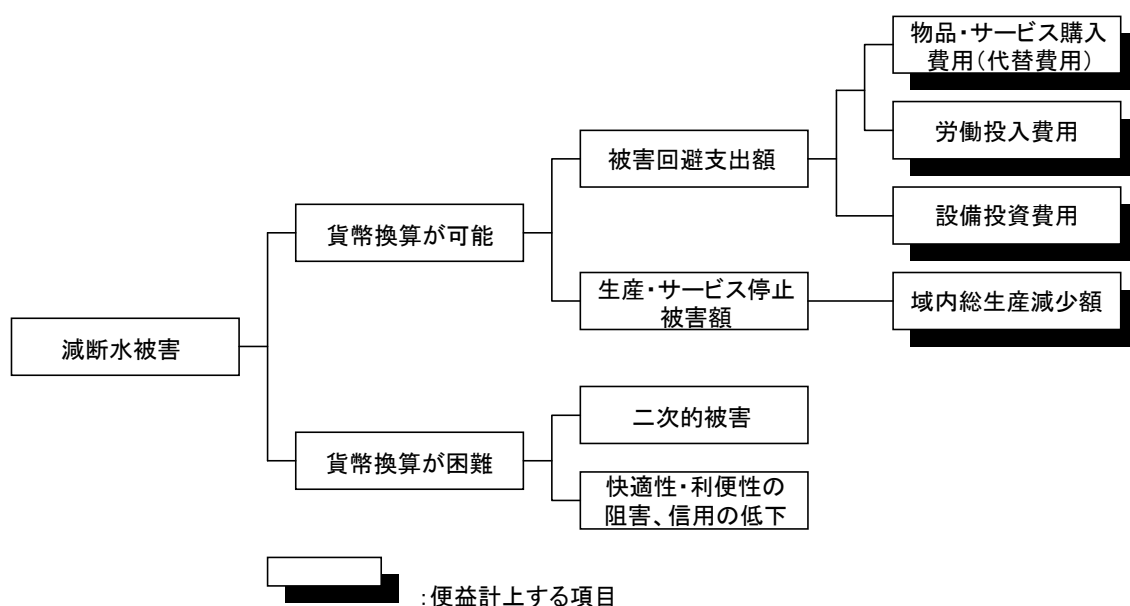 物品・サービス購入
費用(代替費用)
労働投入費用
被害回避支出額
設備投資費用
貨幣換算が可能
生産・サービス停止
被害額
域内総生産減少額
減断水被害
二次的被害
貨幣換算が困難
快適性・利便性の
阻害、信用の低下
:便益計上する項目